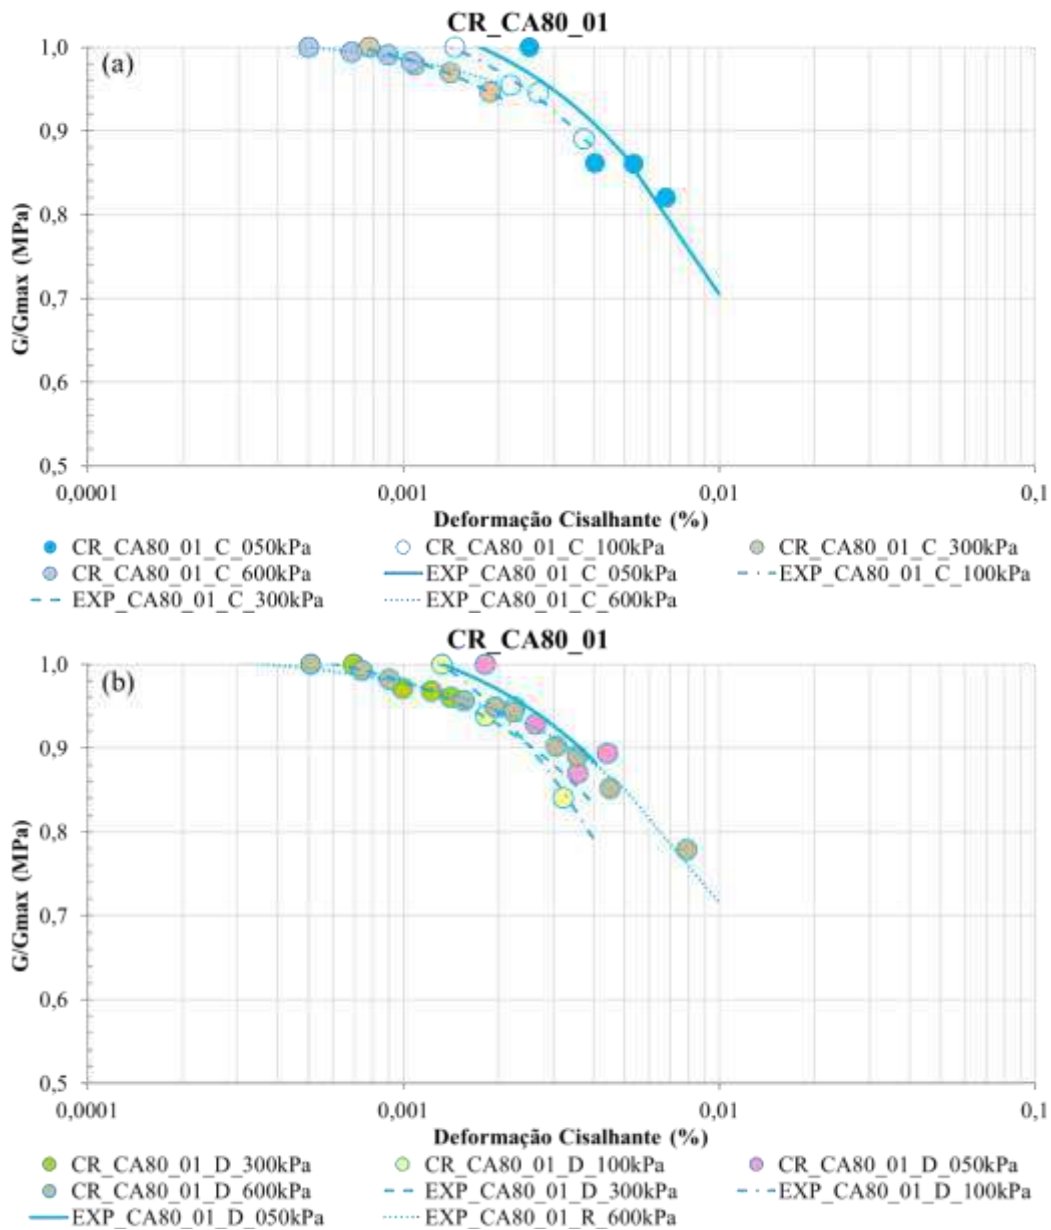 CR_CA80_01
(a)
G/Gmax (MPa)
1,0
0,9
0,8
0,7
0,6
0,5
0,0001 0,001 0,01 0,1
Deformação Cisalhante (%)
CR_CA80_01_C_050kPa CR_CA80_01_C_100kPa CR_CA80_01_C_300kPa
CR_CA80_01_C_600kPa EXP_CA80_01_C_050kPa EXP_CA80_01_C_100kPa
EXP_CA80_01_C_300kPa EXP_CA80_01_C_600kPa
CR_CA80_01
(b)
G/Gmax (MPa)
1,0
0,9
0,8
0,7
0,6
0,5
0,0001 0,001 0,01 0,1
Deformação Cisalhante (%)
CR_CA80_01_D_300kPa CR_CA80_01_D_100kPa CR_CA80_01_D_050kPa
CR_CA80_01_D_600kPa EXP_CA80_01_D_300kPa EXP_CA80_01_D_100kPa
EXP_CA80_01_D_050kPa EXP_CA80_01_R_600kPa